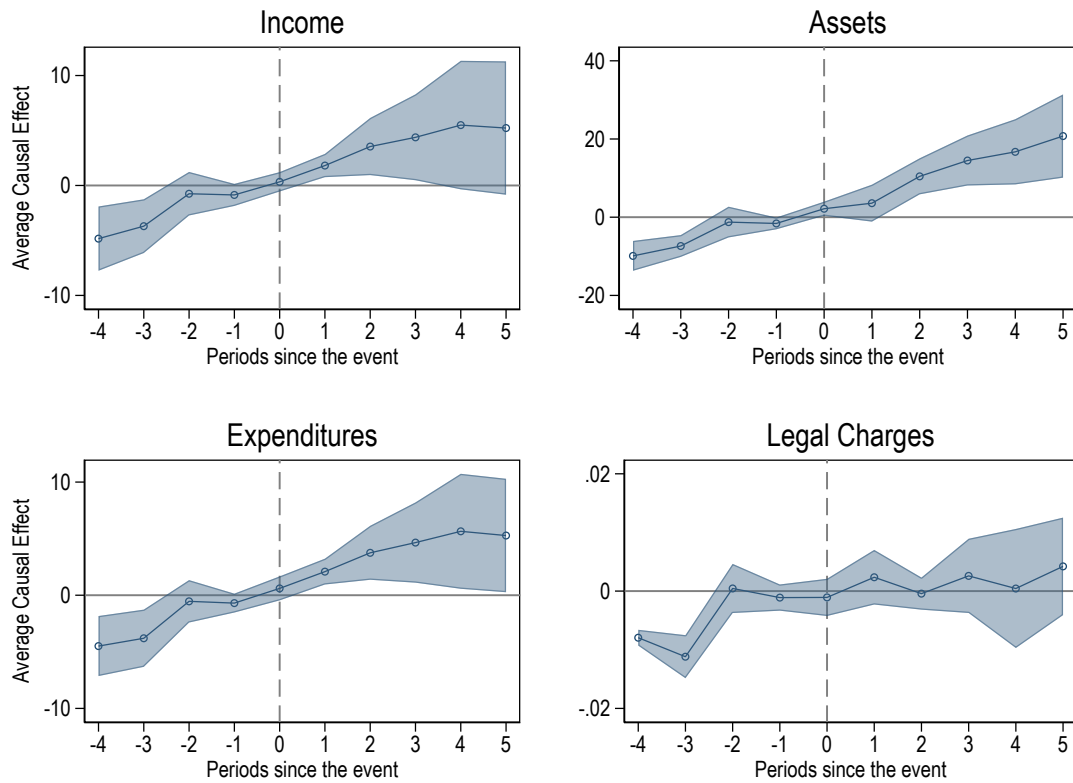 Income
Average Causal Effect
10
0
-10
-4 -3 -2 -1 0 1 2 3 4 5
Periods since the event
Assets
40
20
0
-20
-4 -3 -2 -1 0 1 2 3 4 5
Periods since the event
Expenditures
Average Causal Effect
10
0
-10
-4 -3 -2 -1 0 1 2 3 4 5
Periods since the event
Legal Charges
.02
0
-.02
-4 -3 -2 -1 0 1 2 3 4 5
Periods since the event